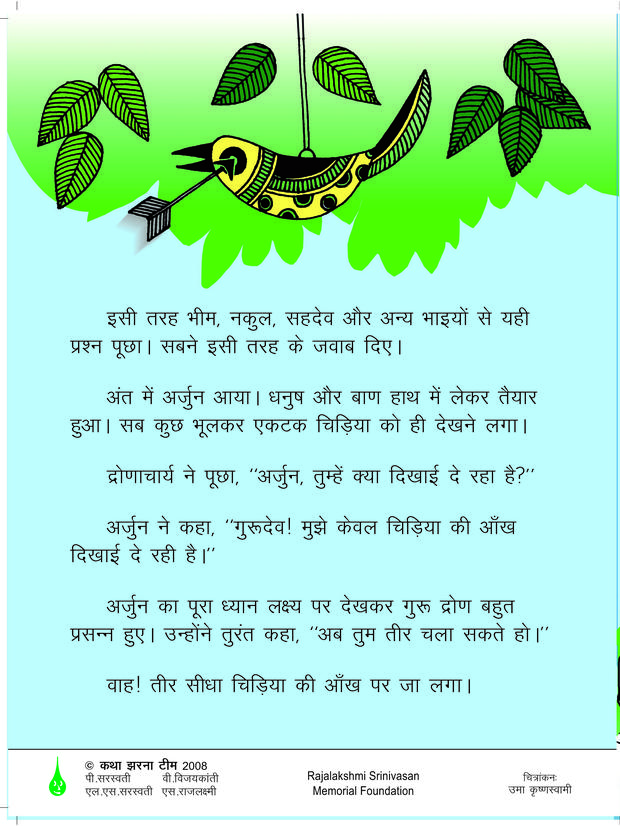 इसी तरह भीम, नकुल, सहदेव और अन्य भाइयों से यही
प्रश्न पूछा। सबने इसी तरह के जवाब दिए।
अंत में अर्जुन आया। धनुष और बाण हाथ में लेकर तैयार
हुआ। सब कुछ भूलकर एकटक चिड़िया को ही देखने लगा।
द्रोणाचार्य ने पूछा, ‘‘अर्जुन, तुम्हें क्या दिखाई दे रहा है?’’
अर्जुन ने कहा, ‘‘गुरूदेव! मुझे केवल चिड़िया की आँख
दिखाई दे रही है।’’
अर्जुन का पूरा ध्यान लक्ष्य पर देखकर गुरू द्रोण बहुत
प्रसन्न हुए। उन्होंने तुरंत कहा, ‘‘अब तुम तीर चला सकते हो।’’
वाह! तीर सीधा चिड़िया की आँख पर जा लगा।
© कथा झरना टीम 2008
पी.सरस्वती वी.विजयकांती
एल.एस.सरस्वती एस.राजलक्ष्मी
Rajalakshmi Srinivasan
Memorial Foundation
चित्रांकनः
उमा कृष्णस्वामी